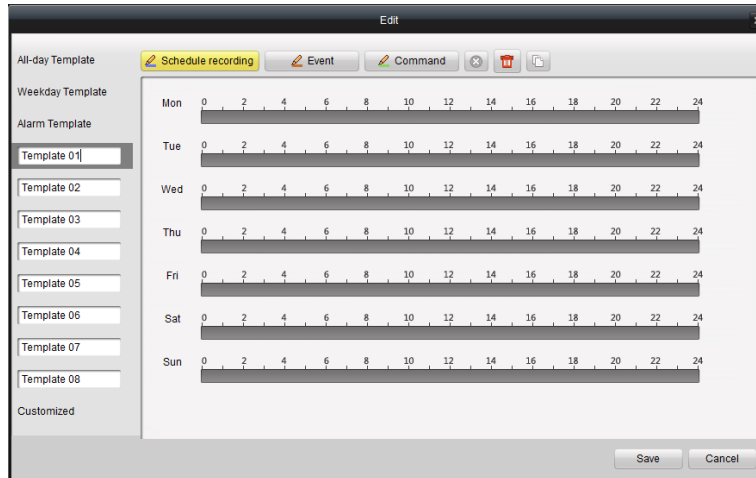 Edit
All-day Template
Weekday Template
Alarm Template
Template 01
Template 02
Template 03
Template 04
Template 05
Template 06
Template 07
Template 08
Customized
Schedule recording Event Command
Mon 0 2 4 6 8 10 12 14 16 18 20 22 24
Tue 0 2 4 6 8 10 12 14 16 18 20 22 24
Wed 0 2 4 6 8 10 12 14 16 18 20 22 24
Thu 0 2 4 6 8 10 12 14 16 18 20 22 24
Fri 0 2 4 6 8 10 12 14 16 18 20 22 24
Sat 0 2 4 6 8 10 12 14 16 18 20 22 24
Sun 0 2 4 6 8 10 12 14 16 18 20 22 24
Save Cancel